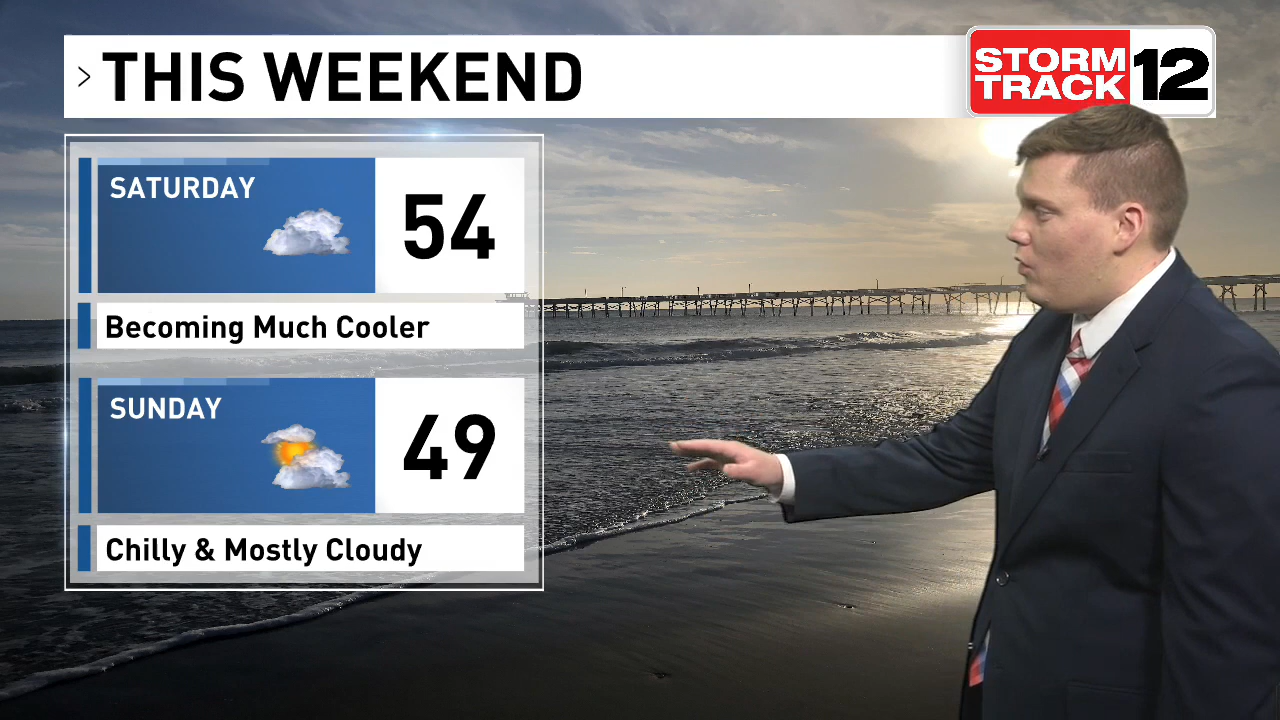 > THIS WEEKEND
STORM
TRACK 12
SATURDAY
54
Becoming Much Cooler
SUNDAY
49
Chilly & Mostly Cloudy